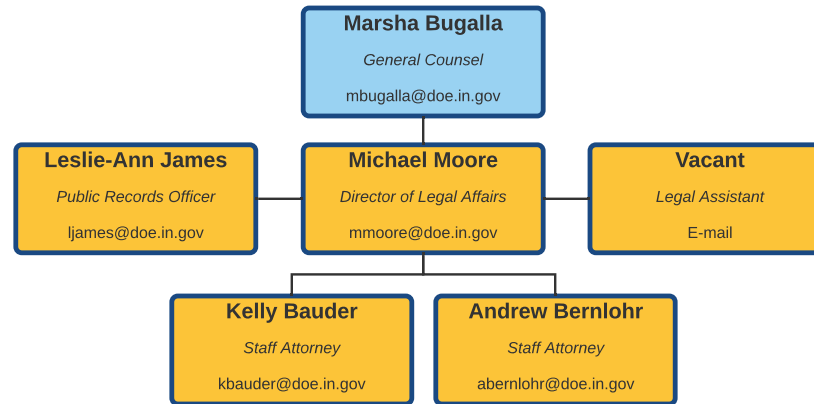 Marsha Bugalla
General Counsel
mbugalla@doe.in.gov
Leslie-Ann James
Public Records Officer
ljames@doe.in.gov
Michael Moore
Director of Legal Affairs
mmoore@doe.in.gov
Vacant
Legal Assistant
E-mail
Kelly Bauder
Staff Attorney
kbauder@doe.in.gov
Andrew Bernlohr
Staff Attorney
abernlohr@doe.in.gov